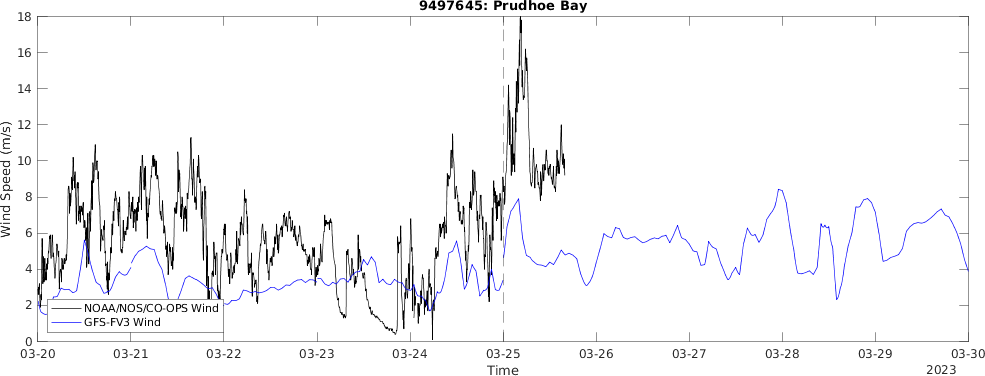 9497645: Prudhoe Bay
Wind Speed (m/s)
18
16
14
12
10
8
6
4
2
0
NOAA/NOS/CO-OPS Wind
GFS-FV3 Wind
03-20 03-21 03-22 03-23 03-24 03-25 03-26 03-27 03-28 03-29 03-30
Time
2023